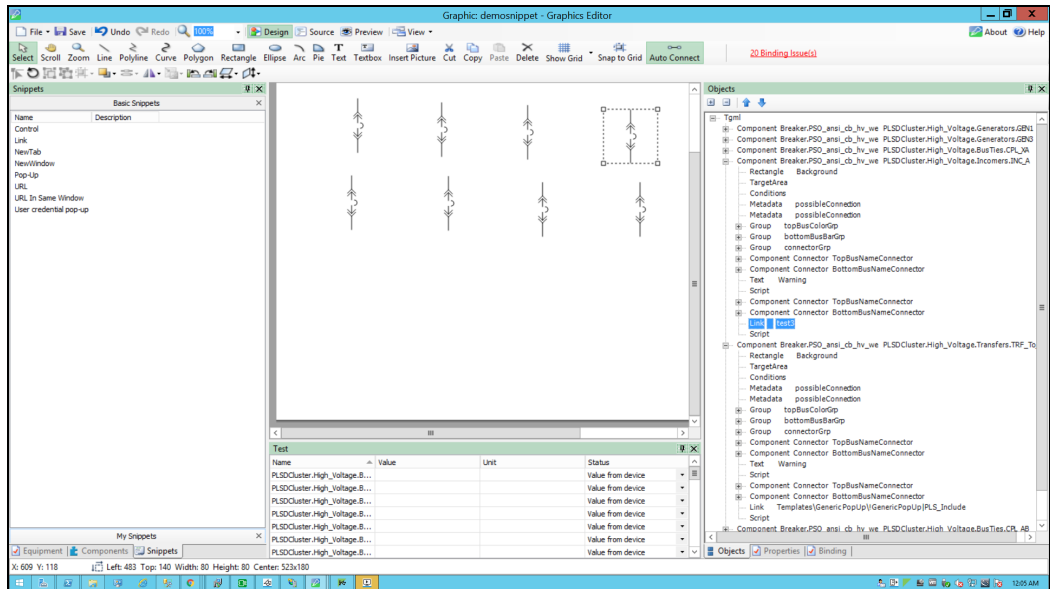 Graphic: demosnippet - Graphics Editor
File Save Undo Redo 100% Design Source Preview View About Help
Select Scroll Zoom Line Polyline Curve Polygon Rectangle Ellipse Arc Pie Text Textbox Insert Picture Cut Copy Paste Delete Show Grid Snap to Grid Auto Connect 20 Binding Issue(s)
Snippets
Basic Snippets
Name Description
Control
Link
NewTab
NewWindow
Pop-Up
URL
URL In Same Window
User credential pop-up
My Snippets
Equipment Components Snippets
Test
Name Value Unit Status
PLSDCluster.High_Voltage.B... Value from device
PLSDCluster.High_Voltage.B... Value from device
PLSDCluster.High_Voltage.B... Value from device
PLSDCluster.High_Voltage.B... Value from device
PLSDCluster.High_Voltage.B... Value from device
PLSDCluster.High_Voltage.B... Value from device
PLSDCluster.High_Voltage.B... Value from device
Objects
Tgml
Component Breaker.PSO_ansi_cb_hv_we PLSDCluster.High_Voltage.Generators.GEN1
Component Breaker.PSO_ansi_cb_hv_we PLSDCluster.High_Voltage.Generators.GEN3
Component Breaker.PSO_ansi_cb_hv_we PLSDCluster.High_Voltage.BusTies.CPL_XA
Component Breaker.PSO_ansi_cb_hv_we PLSDCluster.High_Voltage.Incomers.INC_A
Rectangle Background
TargetArea
Conditions
Metadata possibleConnection
Metadata possibleConnection
Group topBusColorGrp
Group bottomBusBarGrp
Group connectorGrp
Component Connector TopBusNameConnector
Component Connector BottomBusNameConnector
Text Warning
Script
Component Connector TopBusNameConnector
Component Connector BottomBusNameConnector
Link test3
Script
Component Breaker.PSO_ansi_cb_hv_we PLSDCluster.High_Voltage.Transfers.TRF_To
Rectangle Background
TargetArea
Conditions
Metadata possibleConnection
Metadata possibleConnection
Group topBusColorGrp
Group bottomBusBarGrp
Group connectorGrp
Component Connector TopBusNameConnector
Component Connector BottomBusNameConnector
Text Warning
Script
Component Connector TopBusNameConnector
Component Connector BottomBusNameConnector
Link Templates\Generic PopUp\!GenericPopUp|PLS_Include
Script
Component Breaker.PSO_ansi_cb_hv_we PLSDCluster.High_Voltage.BusTies.CPL_AB
Objects Properties Binding
X: 609 Y: 118 Left: 483 Top: 140 Width: 80 Height: 80 Center: 523x180
12:05 AM